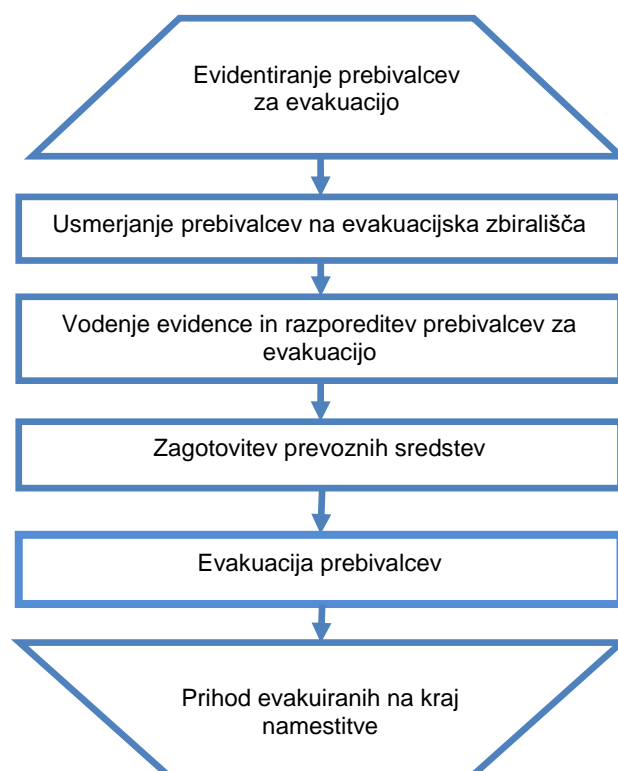 Evidentiranje prebivalcev
za evakuacijo
Usmerjanje prebivalcev na evakuacijska zbirališča
Vodenje evidence in razporeditev prebivalcev za
evakuacijo
Zagotovitev prevoznih sredstev
Evakuacija prebivalcev
Prihod evakuiranih na kraj
namestitve